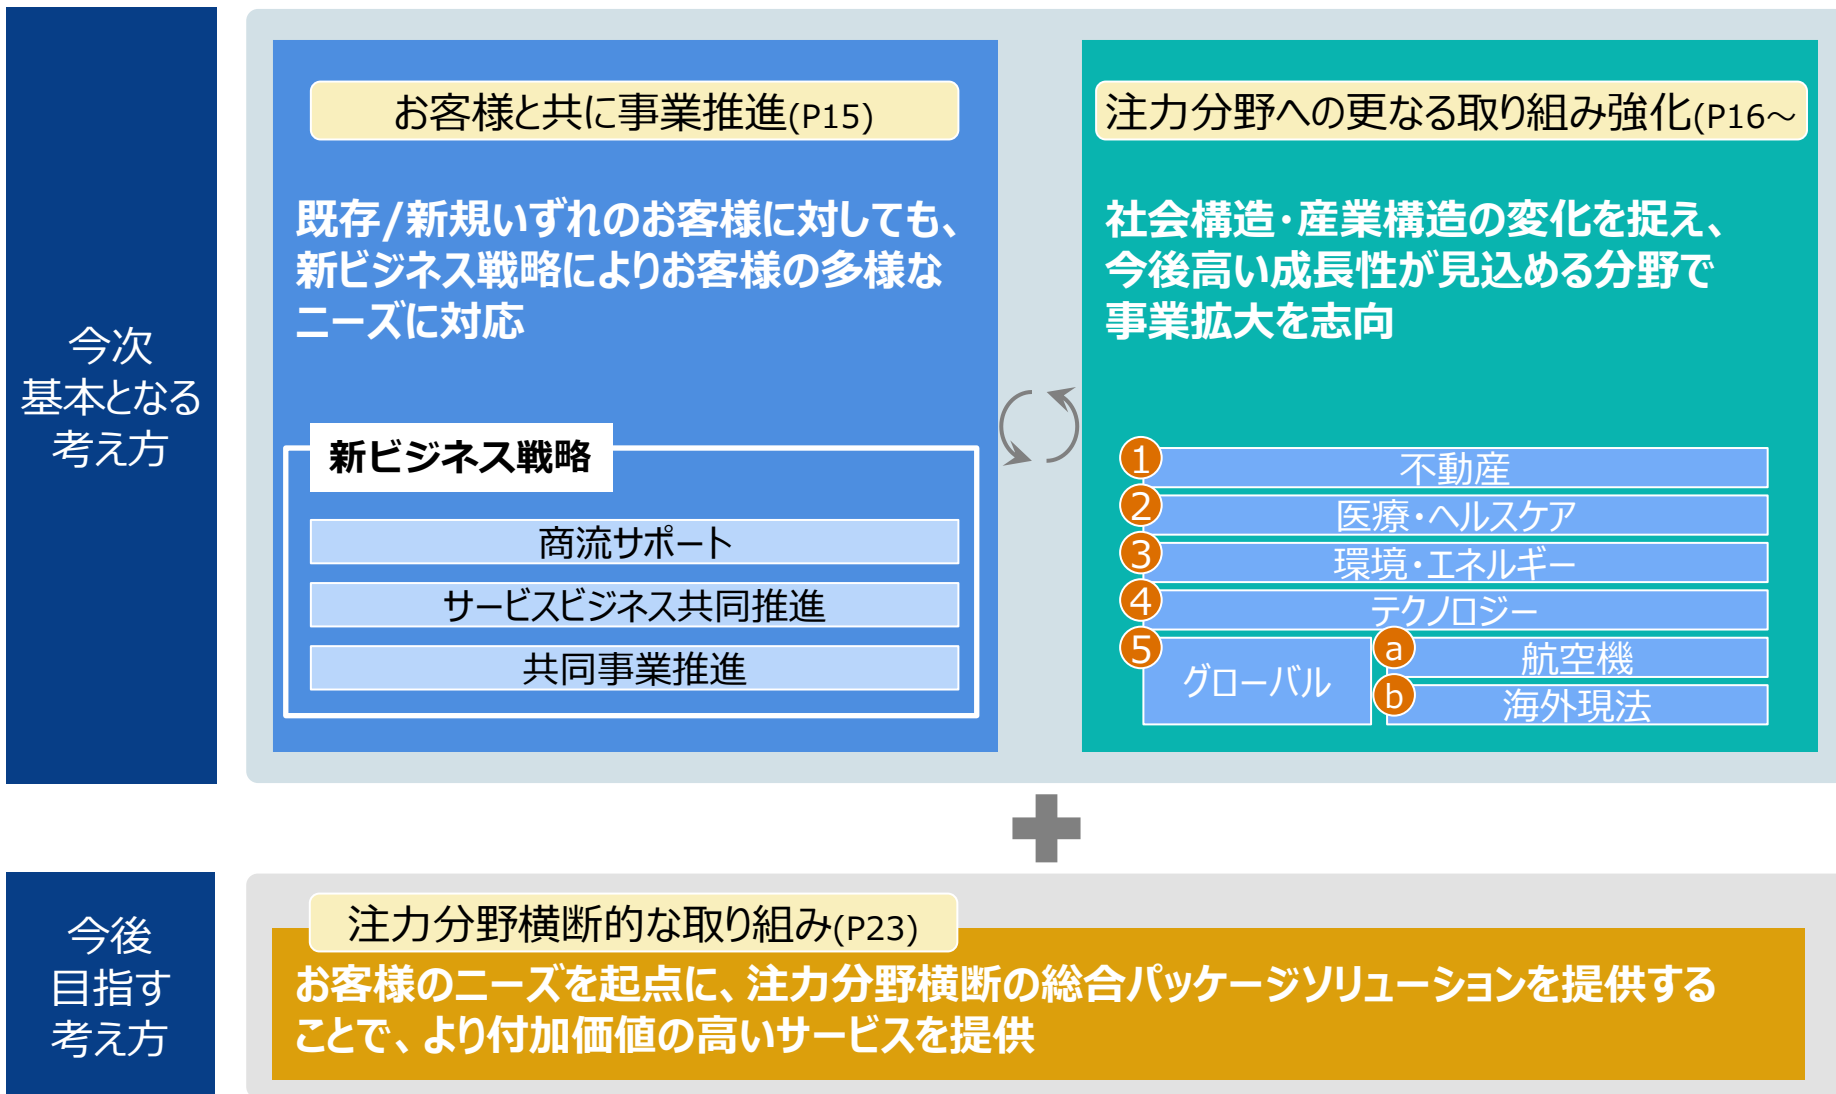 今次
基本となる
考え方
お客様と共に事業推進(P15)
既存/新規いずれのお客様に対しても、
新ビジネス戦略によりお客様の多様な
ニーズに対応
新ビジネス戦略
商流サポート
サービスビジネス共同推進
共同事業推進
注力分野への更なる取り組み強化(P16～
社会構造・産業構造の変化を捉え、
今後高い成長性が見込める分野で
事業拡大を志向
1 不動産
2 医療・ヘルスケア
3 環境・エネルギー
4 テクノロジー
5 グローバル
a 航空機
b 海外現法
今後
目指す
考え方
注力分野横断的な取り組み(P23)
お客様のニーズを起点に、注力分野横断の総合パッケージソリューションを提供する
ことで、より付加価値の高いサービスを提供